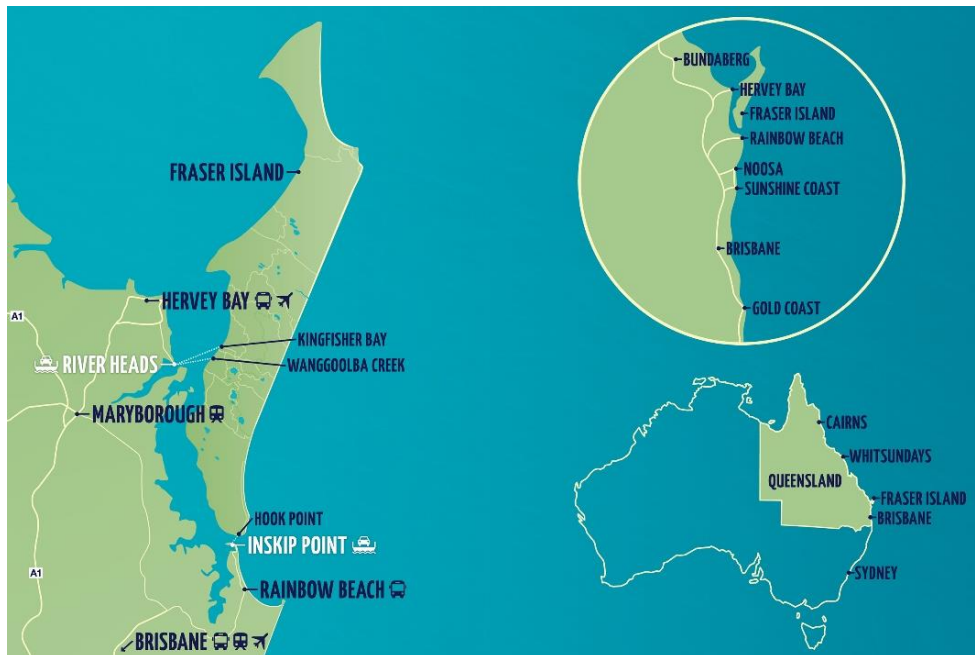 FRASER ISLAND
HERVEY BAY
A1
KINGFISHER BAY
RIVER HEADS
WANGGOOLBA CREEK
MARYBOROUGH
HOOK POINT
INSKIP POINT
A1
RAINBOW BEACH
BRISBANE
BUNDABERG
HERVEY BAY
FRASER ISLAND
RAINBOW BEACH
NOOSA
SUNSHINE COAST
BRISBANE
GOLD COAST
CAIRNS
WHITSUNDAYS
QUEENSLAND
FRASER ISLAND
BRISBANE
SYDNEY